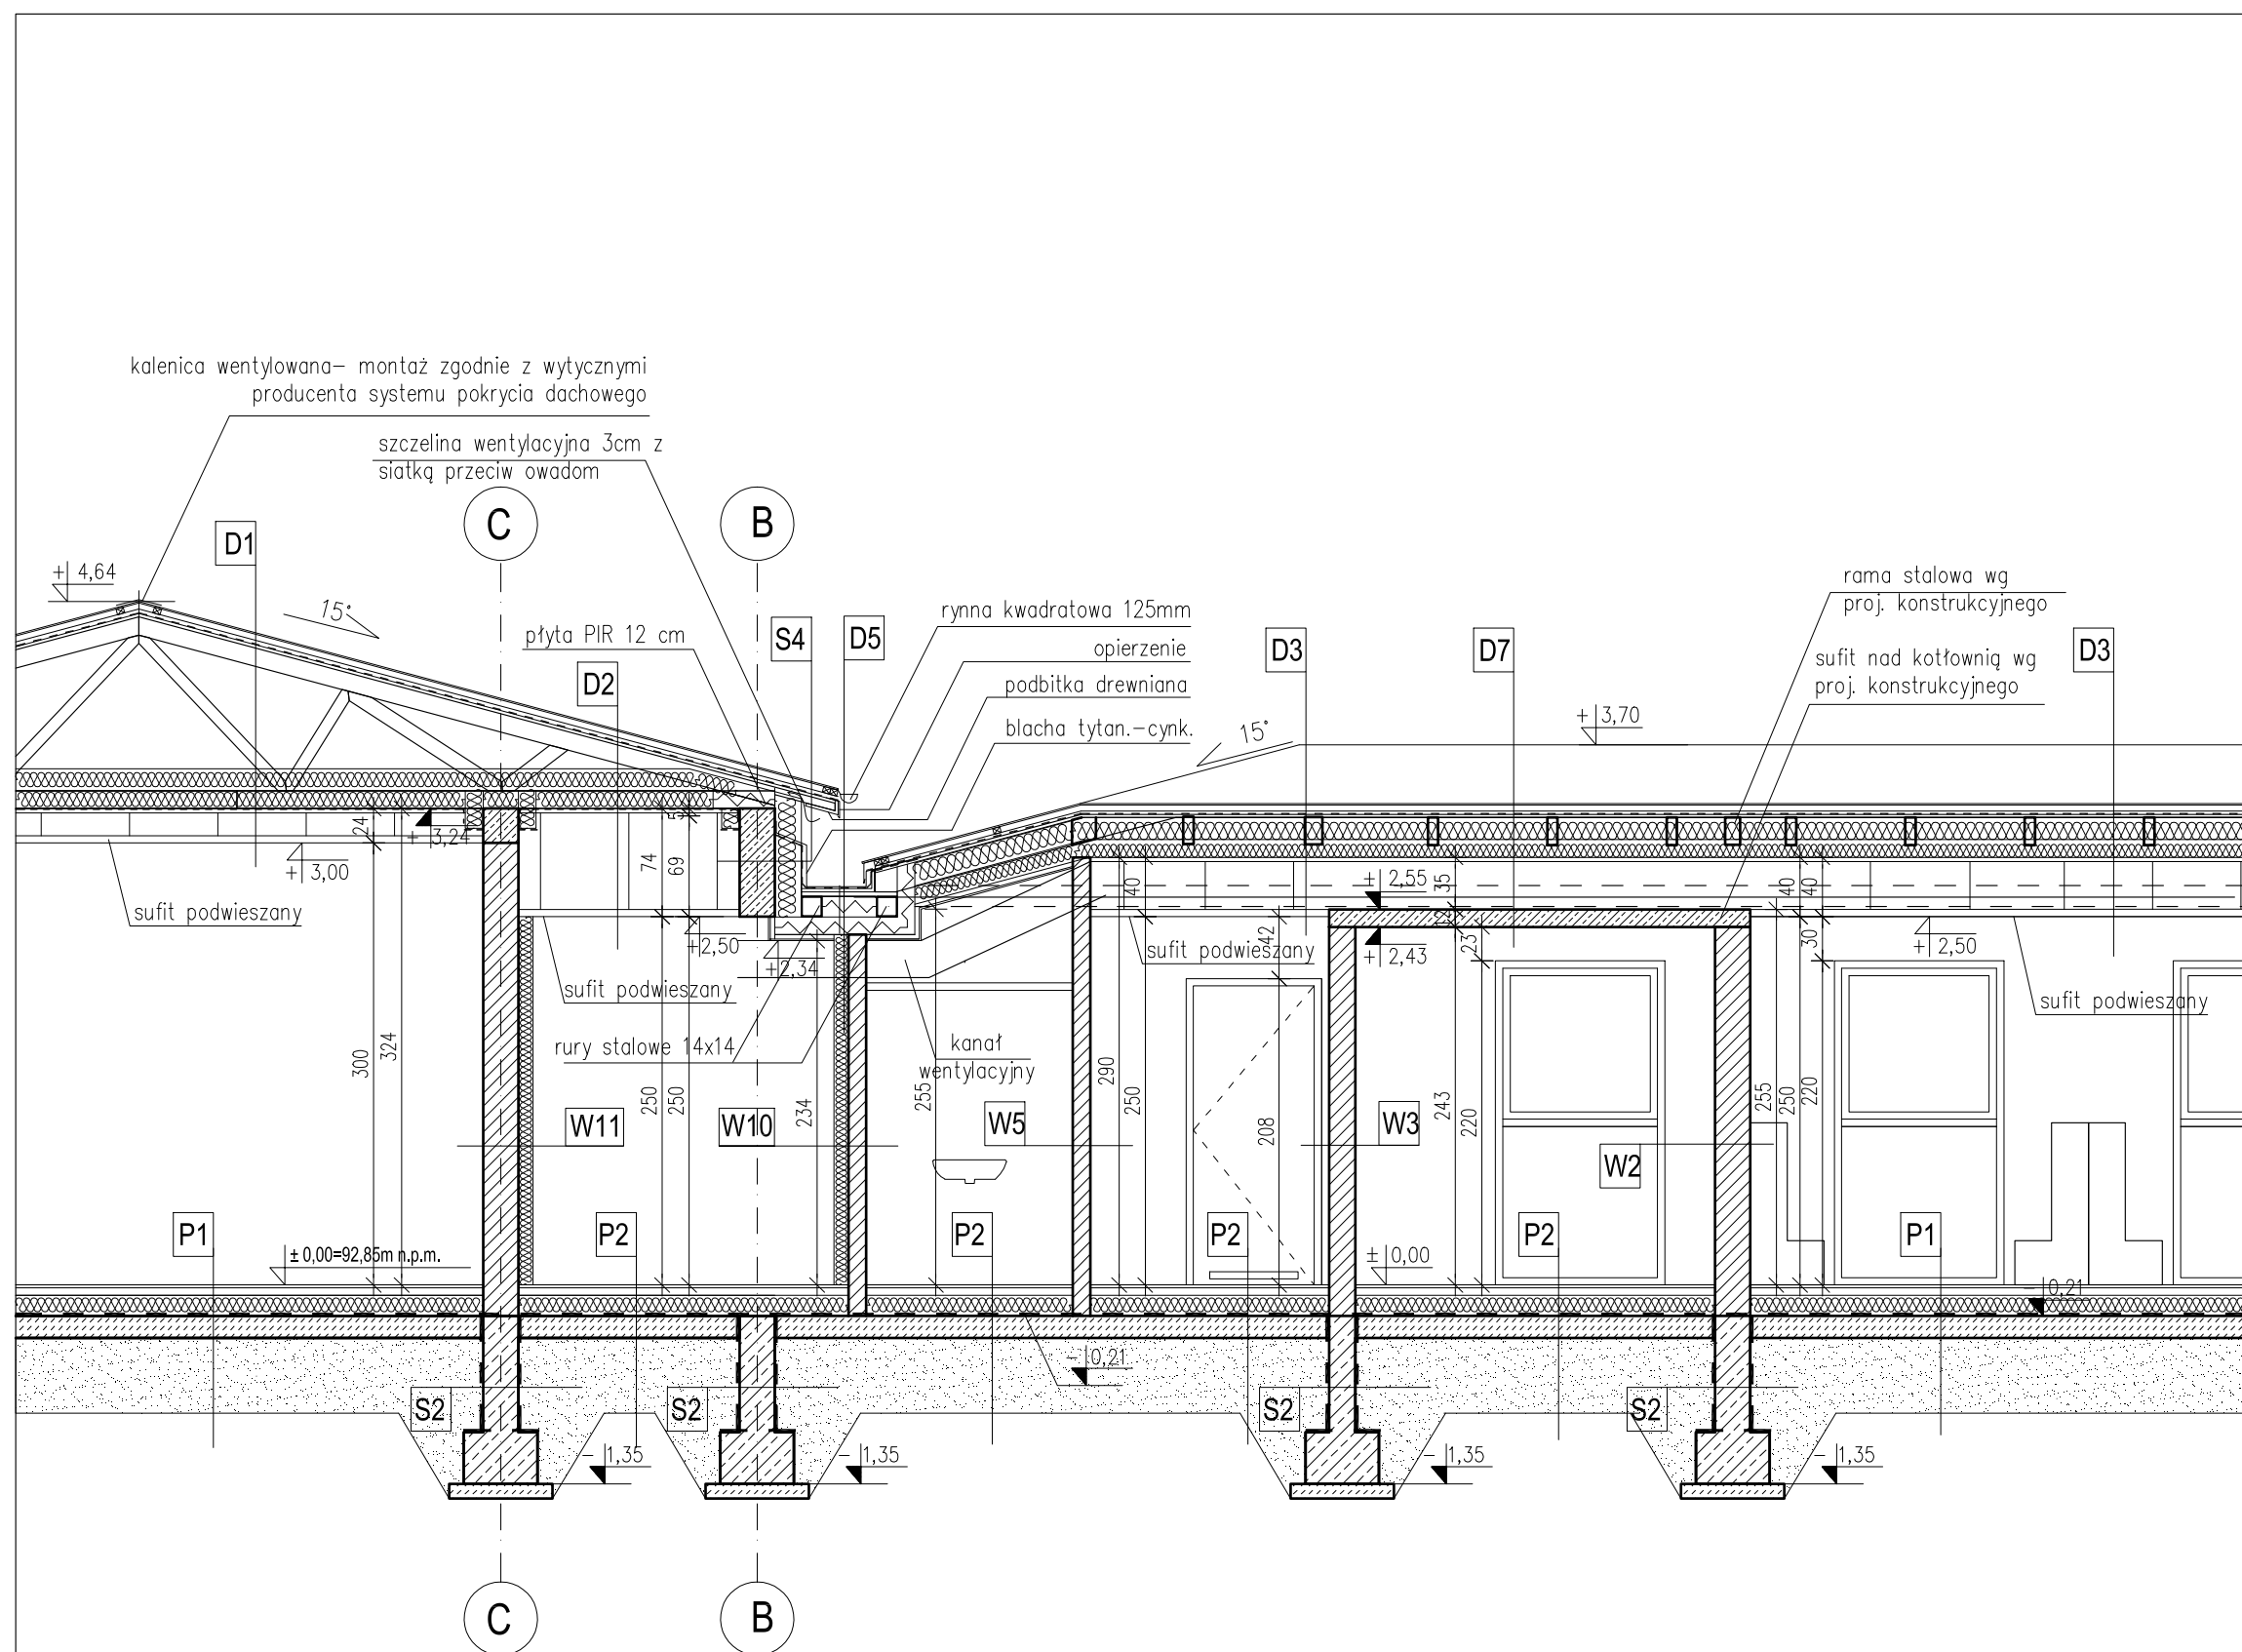 kalenica wentylowana– montaż zgodnie z wytycznymi
producenta systemu pokrycia dachowego
szczelina wentylacyjna 3cm z
siatką przeciw owadom
C
B
D1
+ 4,64
15°
płyta PIR 12 cm
D2
S4
D5
rynna kwadratowa 125mm
opierzenie
podbitka drewniana
blacha tytan.–cynk.
D3
D7
rama stalowa wg
proj. konstrukcyjnego
sufit nad kotłownią wg
proj. konstrukcyjnego
D3
+ 3,70
15°
24
+ 3,24
+ 3,00
sufit podwieszany
5
74
69
+2,50
+2,34
sufit podwieszany
rury stalowe 14x14
kanał
wentylacyjny
40
42
sufit podwieszany
+ 2,55
35
12
+ 2,43
23
40
40
30
+ 2,50
sufit podwieszany
300
324
250
250
234
255
290
250
208
243
220
255
250
220
W11
W10
W5
W3
W2
P1
± 0,00=92,85m n.p.m.
P2
P2
P2
± 0,00
P2
P1
- 0,21
- 0,21
S2
S2
S2
S2
- 1,35
- 1,35
- 1,35
- 1,35
C
B